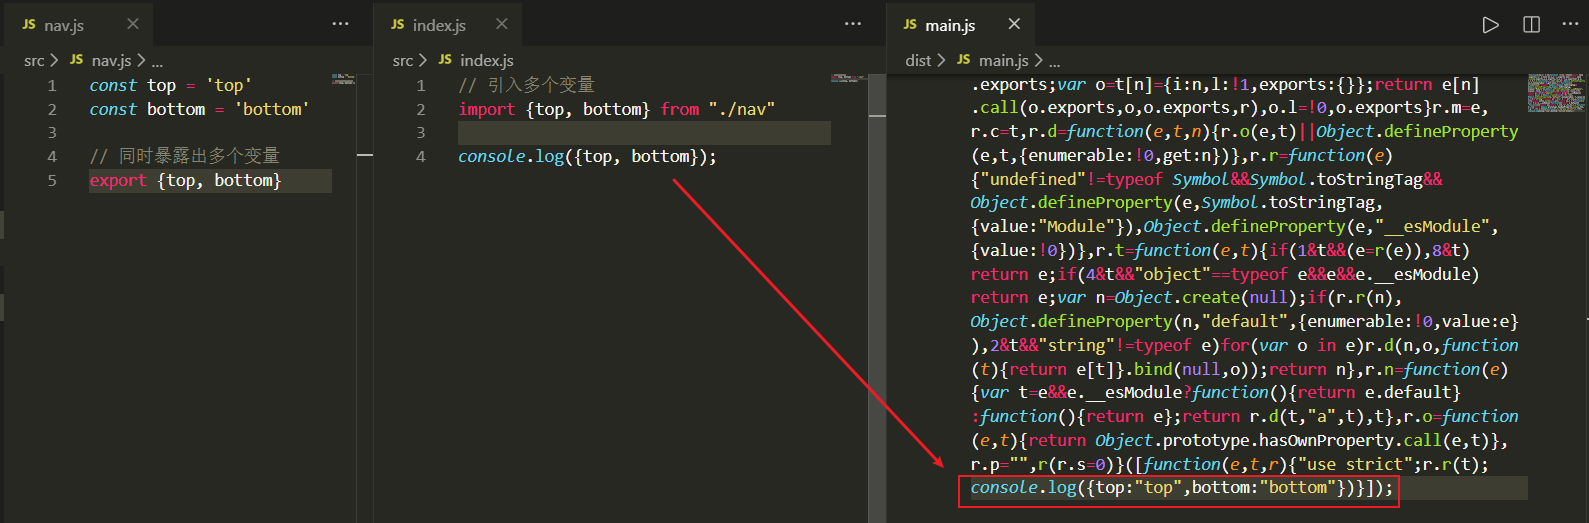 JS nav.js × ···
src > JS nav.js > ...
1 const top = 'top'
2 const bottom = 'bottom'
3
4 // 同时暴露出多个变量
5 export {top, bottom}
JS index.js × ···
src > JS index.js
1 // 引入多个变量
2 import {top, bottom} from "./nav"
3
4 console.log({top, bottom});
JS main.js × ···
dist > JS main.js > ...
.exports;var o=t[n]={i:n,l:!1,exports:{}};return e[n]
.call(o.exports,o,o.exports,r),o.l=!0,o.exports}r.m=e,
r.c=t,r.d=function(e,t,n){r.o(e,t)||Object.defineProperty
(e,t,{enumerable:!0,get:n})},r.r=function(e)
{"undefined"!=typeof Symbol&&Symbol.toStringTag&&
Object.defineProperty(e,Symbol.toStringTag,
{value:"Module"}),Object.defineProperty(e,"__esModule",
{value:!0})},r.t=function(e,t){if(1&t&&(e=r(e)),8&t)
return e;if(4&t&&"object"==typeof e&&e&&e.__esModule)
return e;var n=Object.create(null);if(r.r(n),
Object.defineProperty(n,"default",{enumerable:!0,value:e}
),2&t&&"string"!=typeof e)for(var o in e)r.d(n,o,function
(t){return e[t]}.bind(null,o));return n},r.n=function(e)
{var t=e&&e.__esModule?function(){return e.default}
:function(){return e};return r.d(t,"a",t),t},r.o=function
(e,t){return Object.prototype.hasOwnProperty.call(e,t)},
r.p="",r(r.s=0)}([function(e,t,r){"use strict";r.r(t);
console.log({top:"top",bottom:"bottom"})}]);